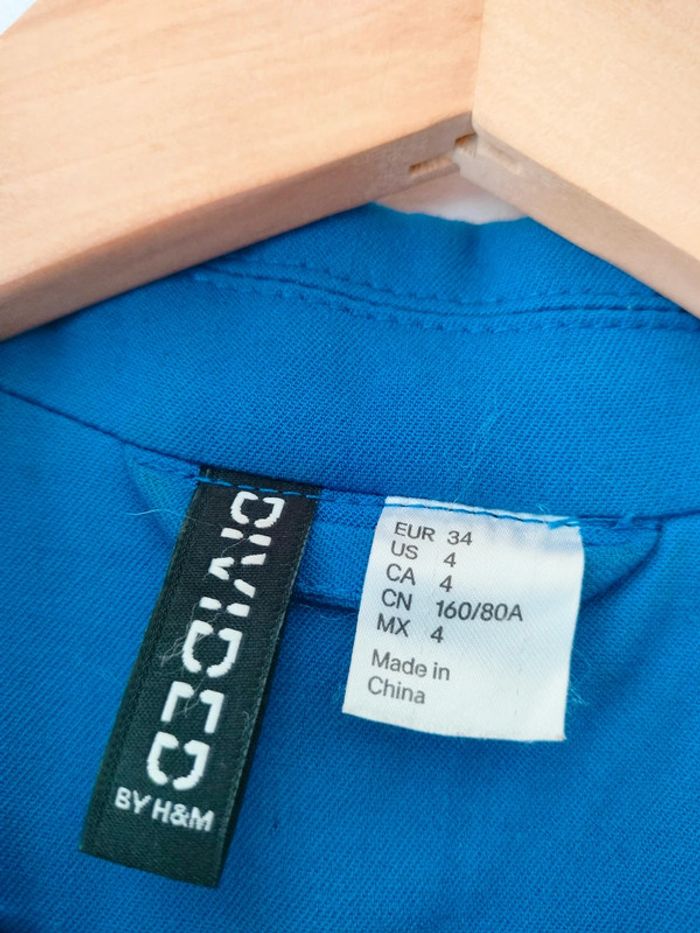 DIVIDED
BY H&M
EUR 34
US 4
CA 4
CN 160/80A
MX 4
Made in
China